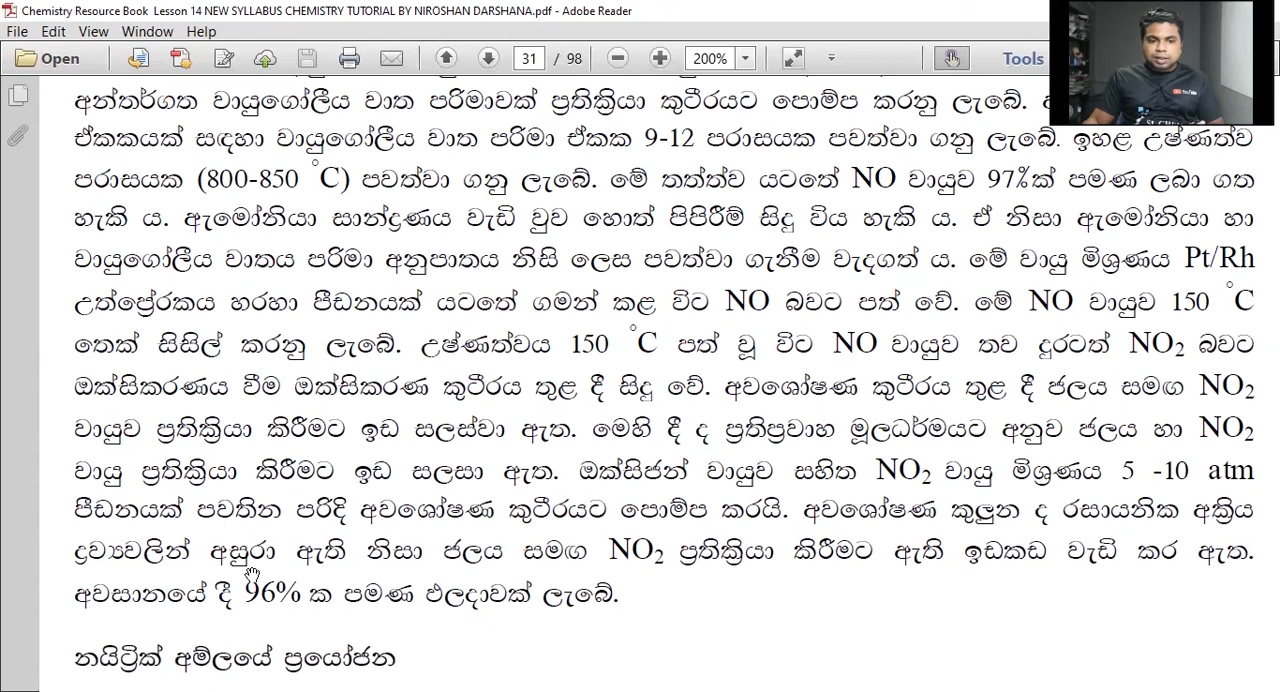 Chemistry Resource Book Lesson 14 NEW SYLLABUS CHEMISTRY TUTORIAL BY NIROSHAN DARSHANA.pdf - Adobe Reader
File Edit View Window Help
Open 31 / 98 200% Tools
අන්තර්ගත වායුගෝලීය වාත පරිමාවක් ප්‍රතික්‍රියා කුටීරයට පොම්ප කරනු ලැබේ.
ඒකකයක් සඳහා වායුගෝලීය වාත පරිමා ඒකක 9-12 පරාසයක පවත්වා ගනු ලැබේ. ඉහළ උෂ්ණත්ව
පරාසයක (800-850 °C) පවත්වා ගනු ලැබේ. මේ තත්ත්ව යටතේ NO වායුව 97%ක් පමණ ලබා ගත
හැකි ය. ඇමෝනියා සාන්ද්‍රණය වැඩි වුව හොත් පිපිරීම් සිදු විය හැකි ය. ඒ නිසා ඇමෝනියා හා
වායුගෝලීය වාතය පරිමා අනුපාතය නිසි ලෙස පවත්වා ගැනීම වැදගත් ය. මේ වායු මිශ්‍රණය Pt/Rh
උත්ප්‍රේරකය හරහා පීඩනයක් යටතේ ගමන් කළ විට NO බවට පත් වේ. මේ NO වායුව 150 °C
තෙක් සිසිල් කරනු ලැබේ. උෂ්ණත්වය 150 °C පත් වූ විට NO වායුව තව දුරටත් NO₂ බවට
ඔක්සිකරණය වීම ඔක්සිකරණ කුටීරය තුළ දී සිදු වේ. අවශෝෂණ කුටීරය තුළ දී ජලය සමඟ NO₂
වායුව ප්‍රතික්‍රියා කිරීමට ඉඩ සලස්වා ඇත. මෙහි දී ද ප්‍රතිප්‍රවාහ මූලධර්මයට අනුව ජලය හා NO₂
වායු ප්‍රතික්‍රියා කිරීමට ඉඩ සලසා ඇත. ඔක්සිජන් වායුව සහිත NO₂ වායු මිශ්‍රණය 5 -10 atm
පීඩනයක් පවතින පරිදි අවශෝෂණ කුටීරයට පොම්ප කරයි. අවශෝෂණ කුලුන ද රසායනික අක්‍රිය
ද්‍රව්‍යවලින් අසුරා ඇති නිසා ජලය සමඟ NO₂ ප්‍රතික්‍රියා කිරීමට ඇති ඉඩකඩ වැඩි කර ඇත.
අවසානයේ දී 96% ක පමණ ඵලදාවක් ලැබේ.
නයිට්‍රික් අම්ලයේ ප්‍රයෝජන